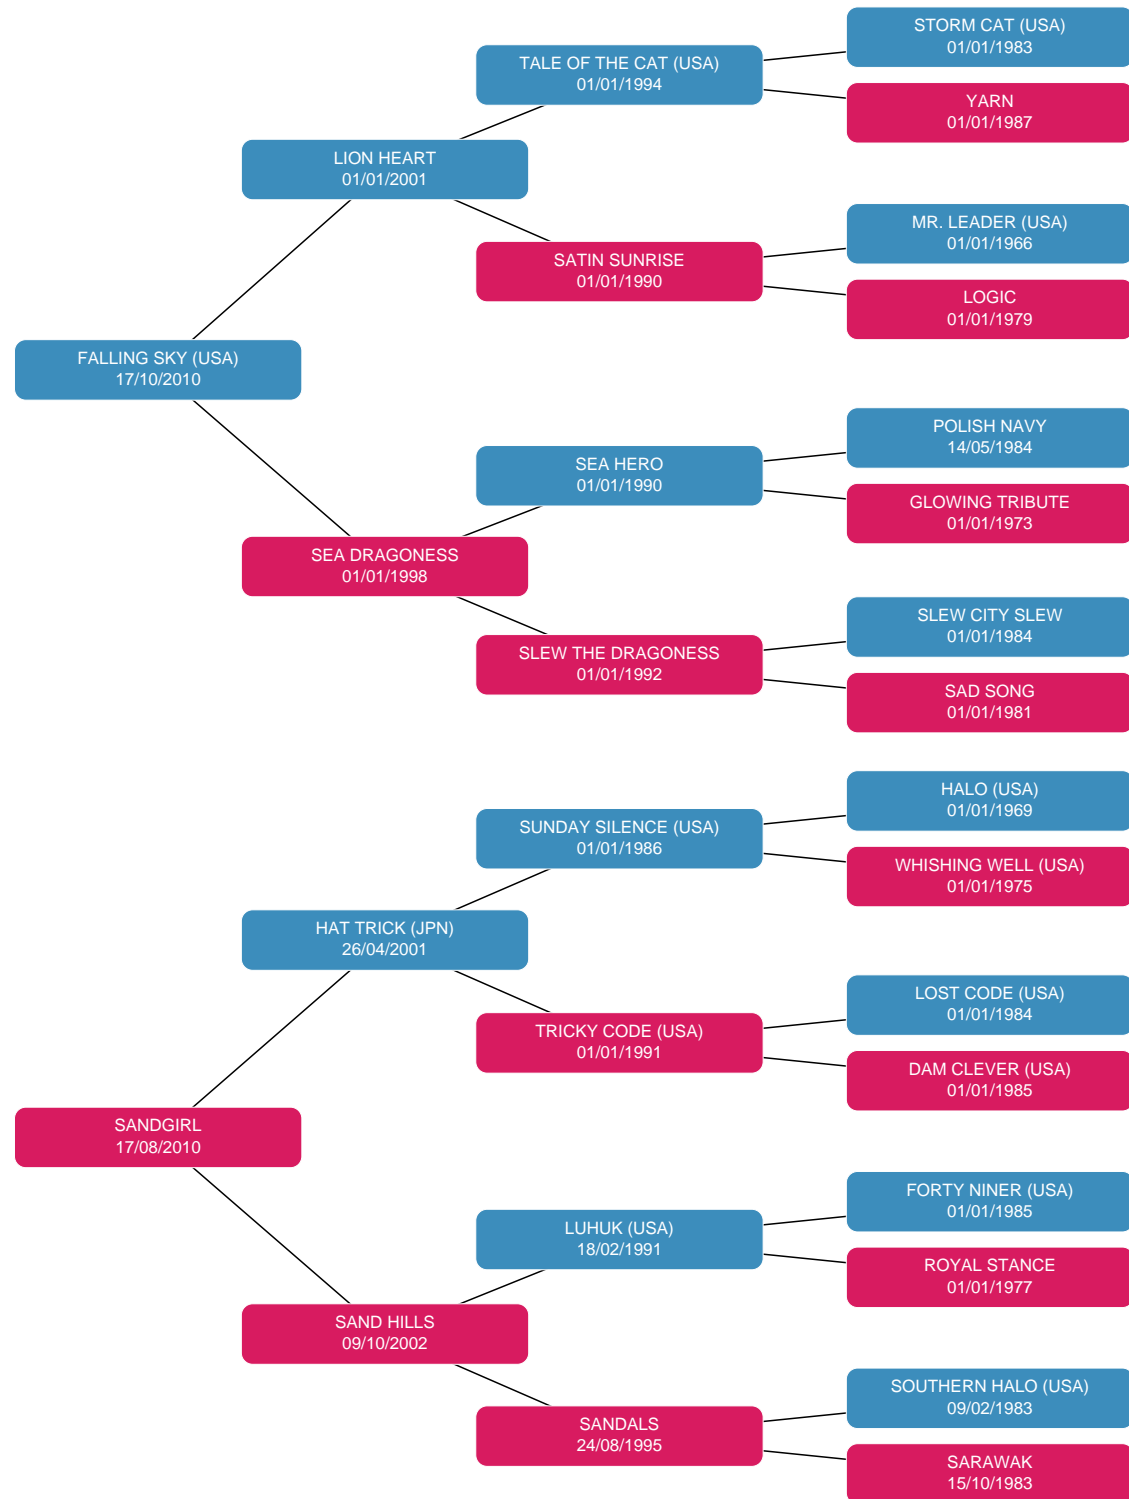 STORM CAT (USA)
01/01/1983
TALE OF THE CAT (USA)
01/01/1994
YARN
01/01/1987
LION HEART
01/01/2001
MR. LEADER (USA)
01/01/1966
SATIN SUNRISE
01/01/1990
LOGIC
01/01/1979
FALLING SKY (USA)
17/10/2010
POLISH NAVY
14/05/1984
SEA HERO
01/01/1990
GLOWING TRIBUTE
01/01/1973
SEA DRAGONESS
01/01/1998
SLEW CITY SLEW
01/01/1984
SLEW THE DRAGONESS
01/01/1992
SAD SONG
01/01/1981
HALO (USA)
01/01/1969
SUNDAY SILENCE (USA)
01/01/1986
WHISHING WELL (USA)
01/01/1975
HAT TRICK (JPN)
26/04/2001
LOST CODE (USA)
01/01/1984
TRICKY CODE (USA)
01/01/1991
DAM CLEVER (USA)
01/01/1985
SANDGIRL
17/08/2010
FORTY NINER (USA)
01/01/1985
LUHUK (USA)
18/02/1991
ROYAL STANCE
01/01/1977
SAND HILLS
09/10/2002
SOUTHERN HALO (USA)
09/02/1983
SANDALS
24/08/1995
SARAWAK
15/10/1983